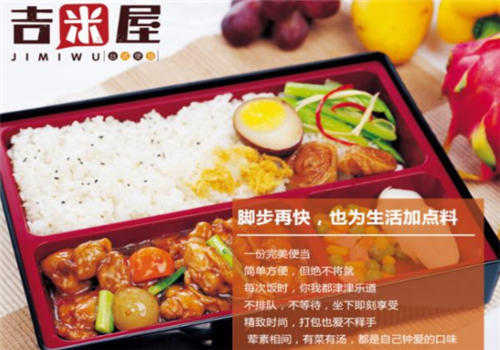 吉米屋
JIMIWU
脚步再快，也为生活加点料
一份完美便当
简单方便，但绝不将就
每次饭时，你我都津津乐道
不排队，不等待，坐下即刻享受
精致时尚，打包也爱不释手
荤素相间，有菜有汤，都是自己钟爱的口味